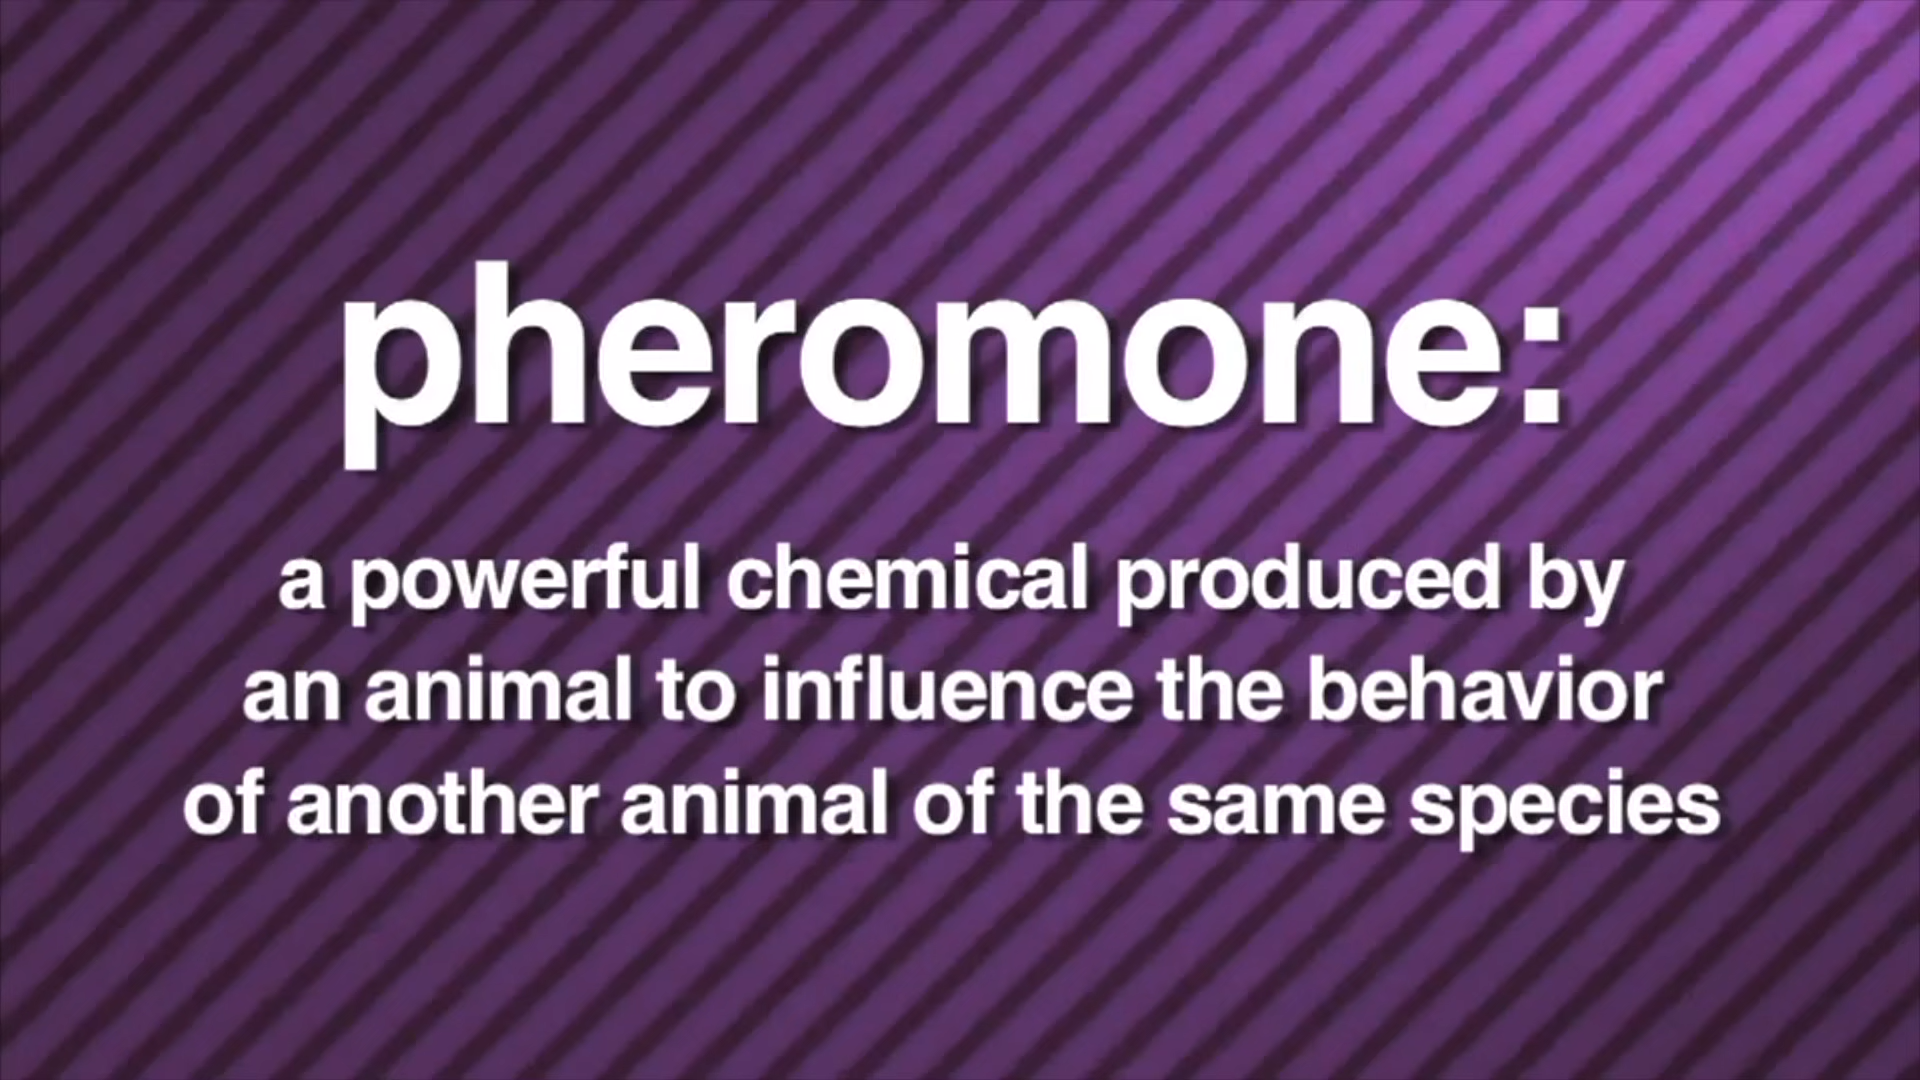 pheromone:
a powerful chemical produced by
an animal to influence the behavior
of another animal of the same species